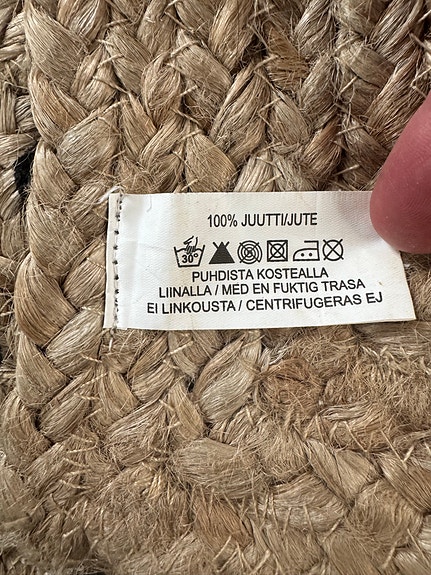 100% JUUTTI/JUTE
30°
PUHDISTA KOSTEALLA
LIINALLA / MED EN FUKTIG TRASA
EI LINKOUSTA / CENTRIFUGERAS EJ